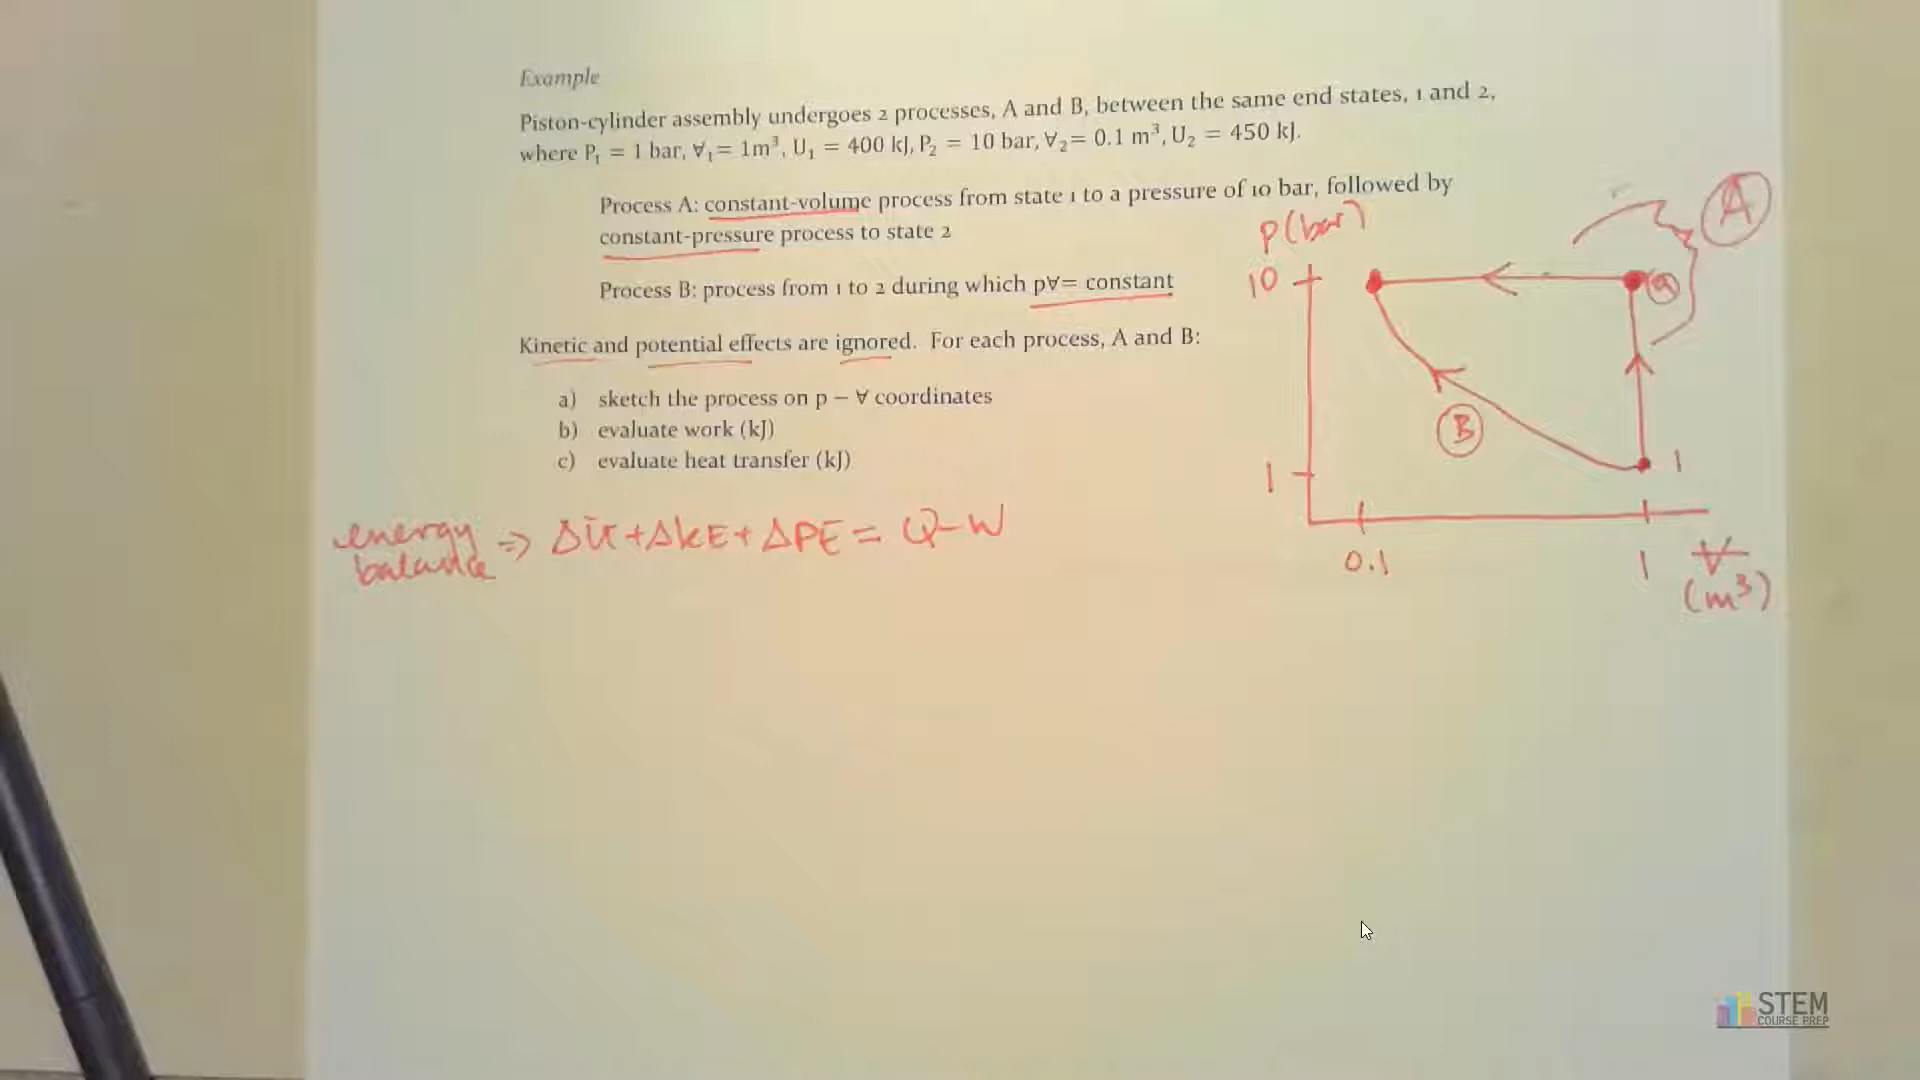 Example
Piston-cylinder assembly undergoes 2 processes, A and B, between the same end states, 1 and 2,
where P₁ = 1 bar, ∀₁= 1m³, U₁ = 400 kJ, P₂ = 10 bar, ∀₂= 0.1 m³, U₂ = 450 kJ.
Process A: constant-volume process from state 1 to a pressure of 10 bar, followed by
constant-pressure process to state 2
Process B: process from 1 to 2 during which p∀= constant
Kinetic and potential effects are ignored. For each process, A and B:
a) sketch the process on p – ∀ coordinates
b) evaluate work (kJ)
c) evaluate heat transfer (kJ)
energy
balance ⇒ ΔU+ΔKE+ΔPE = Q-W
P(bar)
A
10
a
B
1
1
0.1
1
∀
(m³)
STEM
COURSE PREP